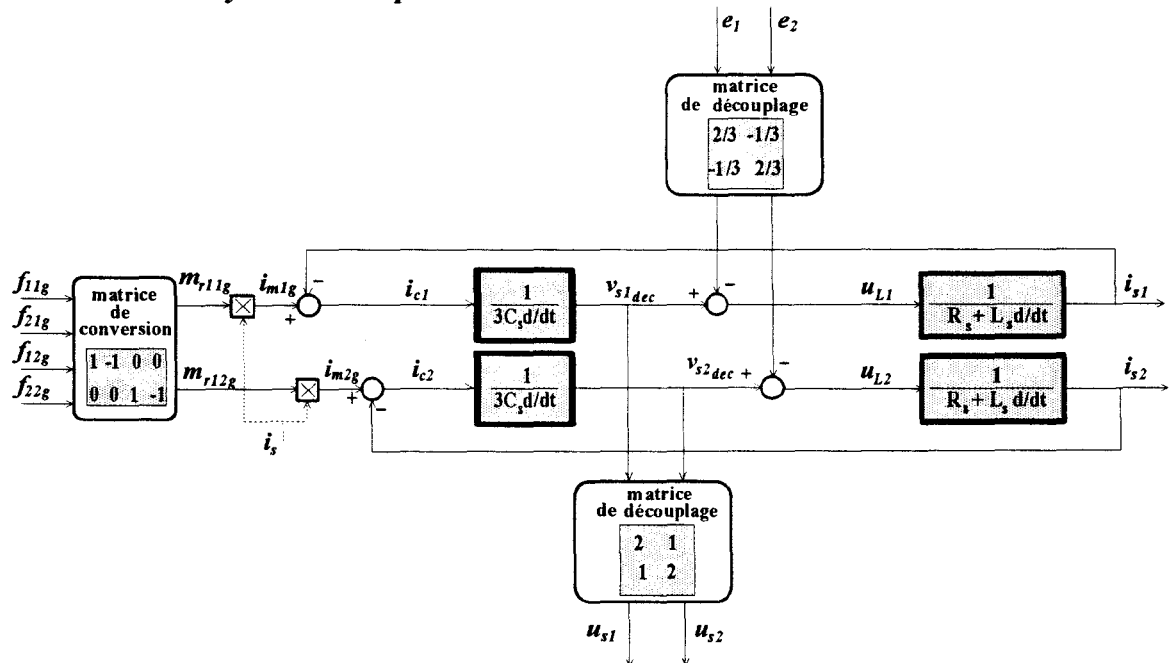 e1 e2
matrice
de découplage
2/3 -1/3
-1/3 2/3
f11g
f21g
f12g
f22g
matrice
de
conversion
1 -1 0 0
0 0 1 -1
mr11g
mr12g
im1g
im2g
is
−
+
+
−
ic1
ic2
1
3Csd/dt
1
3Csd/dt
vs1dec
vs2dec
+
−
+
−
uL1
uL2
1
Rs + Lsd/dt
1
Rs + Lsd/dt
is1
is2
matrice
de découplage
2 1
1 2
us1 us2